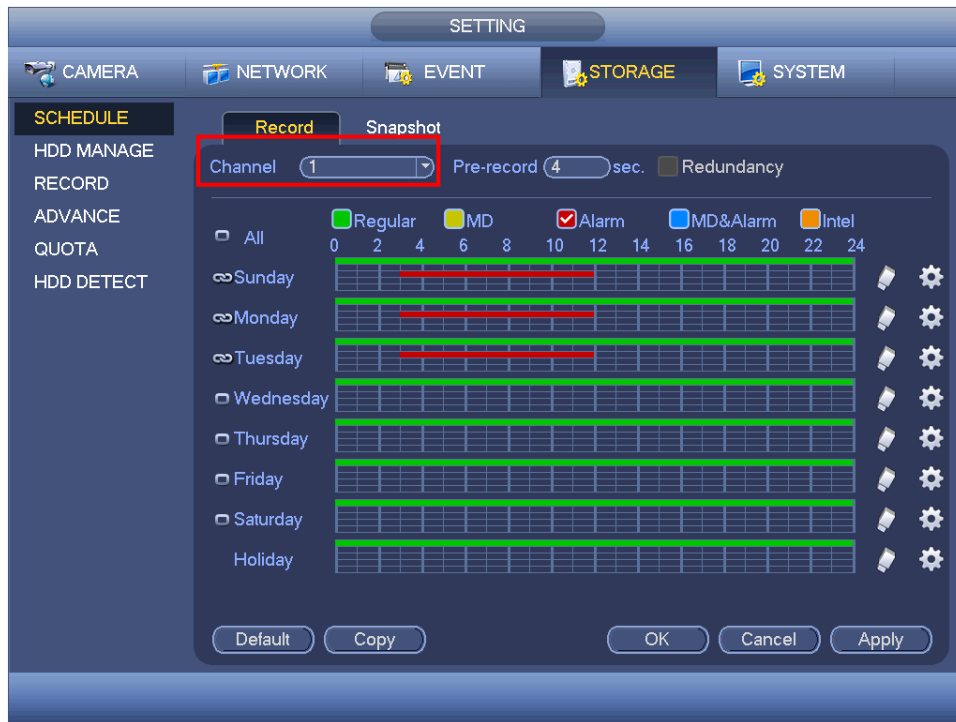 SETTING
CAMERA NETWORK EVENT STORAGE SYSTEM
SCHEDULE
HDD MANAGE
RECORD
ADVANCE
QUOTA
HDD DETECT
Record Snapshot
Channel 1 Pre-record 4 sec. Redundancy
Regular MD Alarm MD&Alarm Intel
All 0 2 4 6 8 10 12 14 16 18 20 22 24
Sunday
Monday
Tuesday
Wednesday
Thursday
Friday
Saturday
Holiday
Default Copy OK Cancel Apply